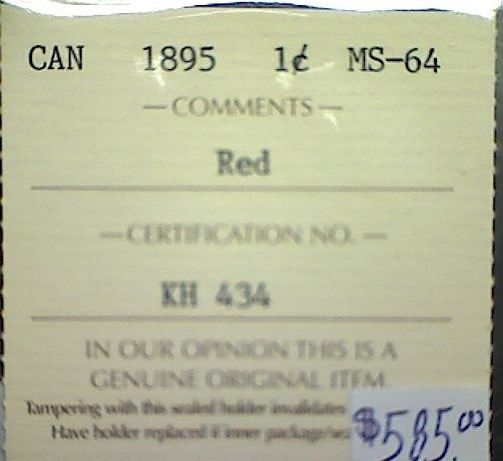 CAN 1895 1¢ MS-64
— COMMENTS —
Red
— CERTIFICATION NO. —
KH 434
IN OUR OPINION THIS IS A
GENUINE ORIGINAL ITEM
Tampering with this sealed holder invalidates
Have holder replaced if inner package/
$585.00